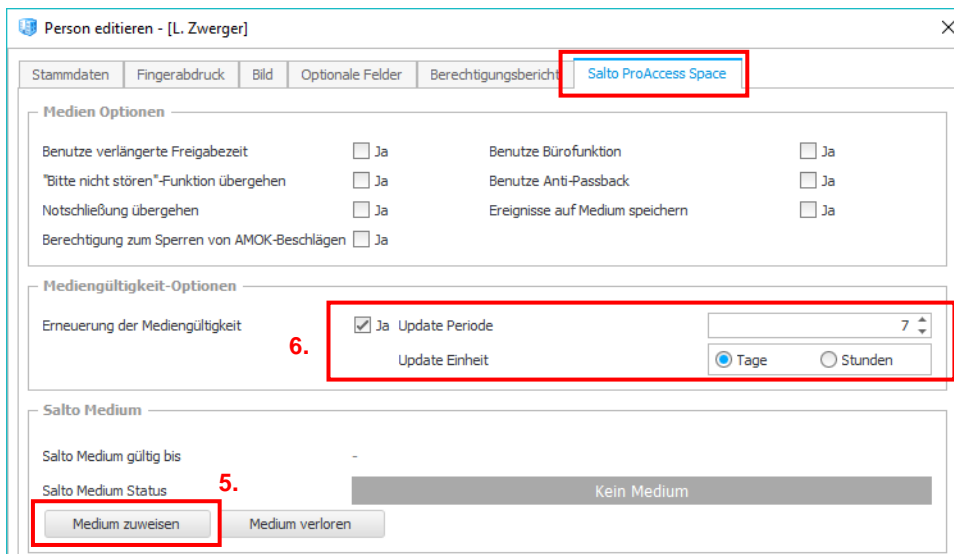 Person editieren - [L. Zwerger]
Stammdaten Fingerabdruck Bild Optionale Felder Berechtigungsbericht Salto ProAccess Space
Medien Optionen
Benutze verlängerte Freigabezeit Ja Benutze Bürofunktion Ja
"Bitte nicht stören"-Funktion übergehen Ja Benutze Anti-Passback Ja
Notschließung übergehen Ja Ereignisse auf Medium speichern Ja
Berechtigung zum Sperren von AMOK-Beschlägen Ja
Mediengültigkeit-Optionen
Erneuerung der Mediengültigkeit Ja Update Periode 7
6.
Update Einheit Tage Stunden
Salto Medium
Salto Medium gültig bis -
5.
Salto Medium Status Kein Medium
Medium zuweisen Medium verloren